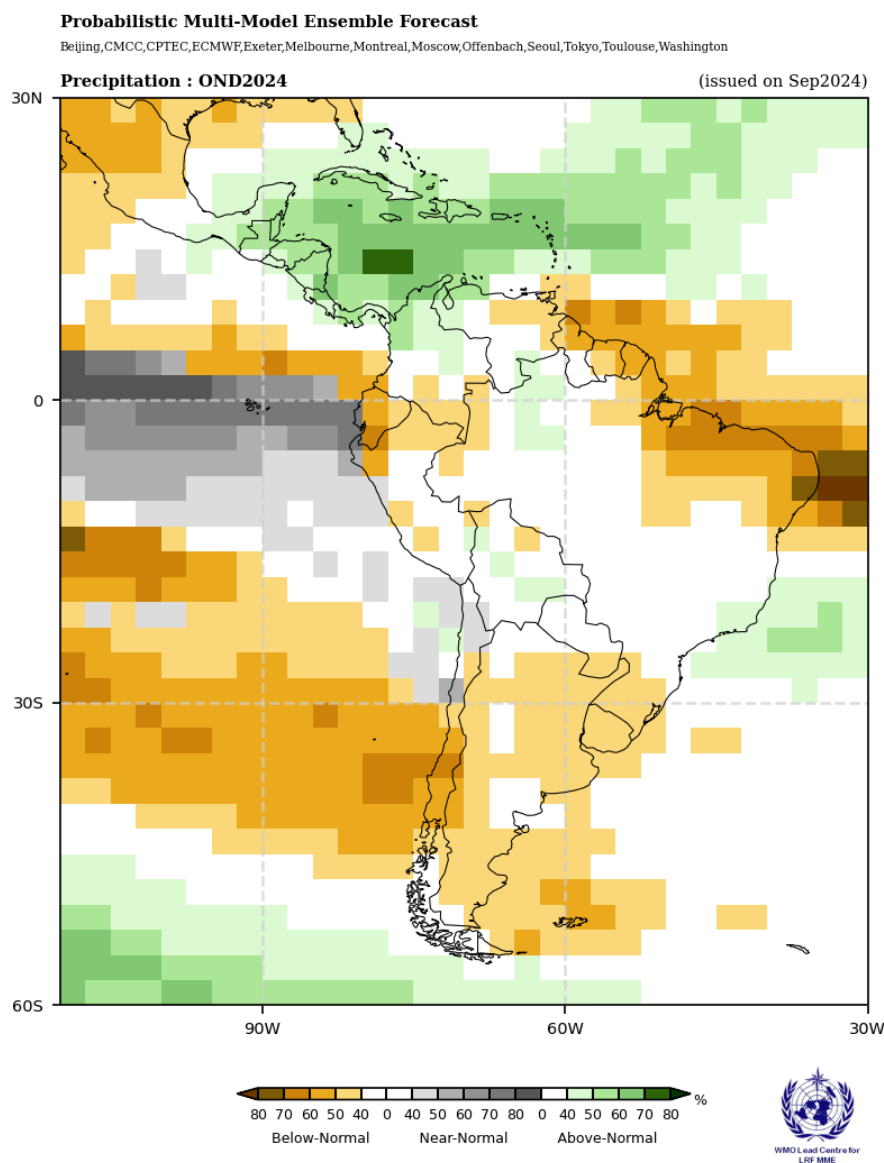 Probabilistic Multi-Model Ensemble Forecast
Beijing,CMCC,CPTEC,ECMWF,Exeter,Melbourne,Montreal,Moscow,Offenbach,Seoul,Tokyo,Toulouse,Washington
Precipitation : OND2024 (issued on Sep2024)
30N
0
30S
60S
90W 60W 30W
80 70 60 50 40 0 40 50 60 70 80 0 40 50 60 70 80 %
Below-Normal Near-Normal Above-Normal
WMO Lead Centre for
LRF MME